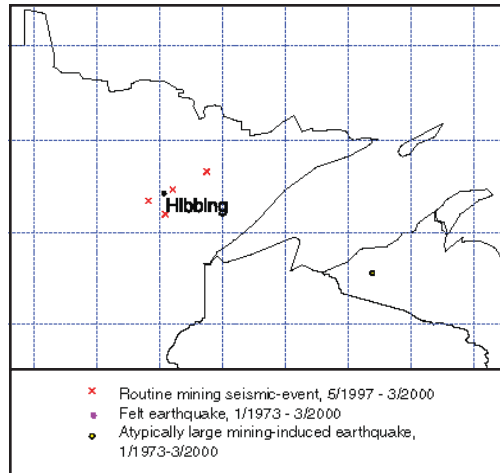 Hibbing
Routine mining seismic-event, 5/1997 - 3/2000
Felt earthquake, 1/1973 - 3/2000
Atypically large mining-induced earthquake,
1/1973-3/2000